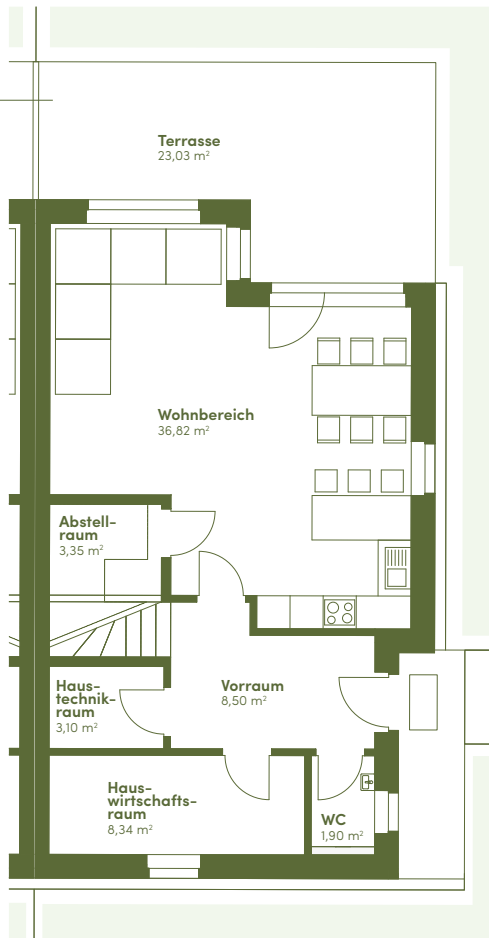 Terrasse
23,03 m²
Wohnbereich
36,82 m²
Abstell-
raum
3,35 m²
Haus-
technik-
raum
3,10 m²
Vorraum
8,50 m²
Haus-
wirtschafts-
raum
8,34 m²
WC
1,90 m²